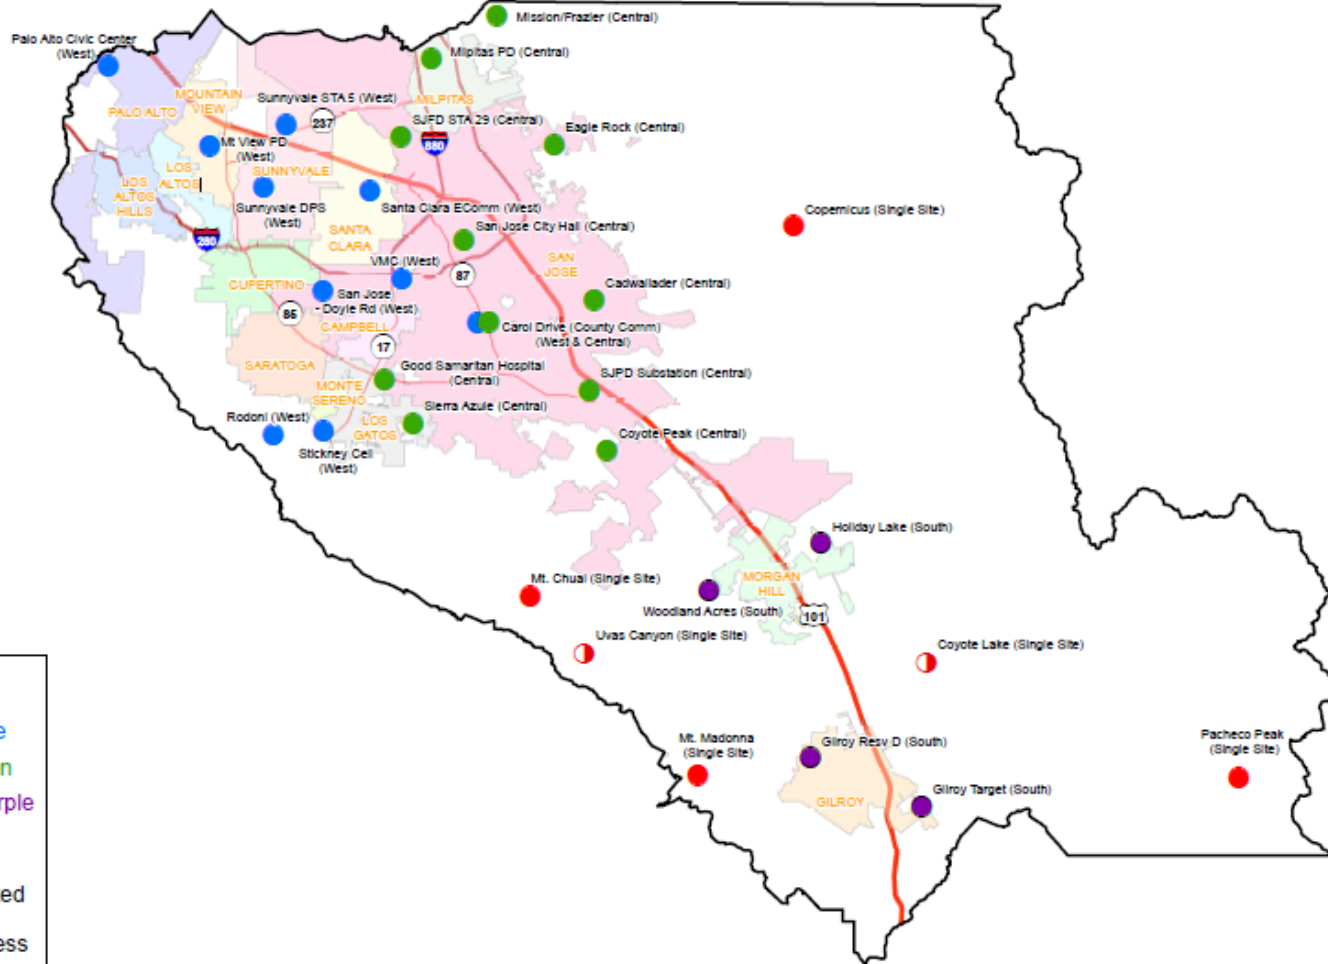 Mission/Frazier (Central)
Palo Alto Civic Center
(West)
Milpitas PD (Central)
MOUNTAIN
VIEW
PALO ALTO
Sunnyvale STA 5 (West)
MILPITAS
237
SJFD STA 29 (Central)
Eagle Rock (Central)
880
Mt View PD
(West)
SUNNYVALE
LOS
ALTOS
LOS
ALTOS
HILLS
Sunnyvale DPS
(West)
Santa Clara EComm (West)
Copernicus (Single Site)
SANTA
CLARA
San Jose City Hall (Central)
280
SAN
JOSE
VMC (West)
87
CUPERTINO
San Jose
- Doyle Rd (West)
Cadwallader (Central)
85
CAMPBELL
Carol Drive (County Comm)
(West & Central)
17
SARATOGA
Good Samaritan Hospital
(Central)
SJPD Substation (Central)
MONTE
SERENO
Sierra Azule (Central)
Rodoni (West)
LOS
GATOS
Coyote Peak (Central)
Stickney Cell
(West)
Holiday Lake (South)
Mt. Chual (Single Site)
MORGAN
HILL
Woodland Acres (South)
101
Uvas Canyon (Single Site)
Coyote Lake (Single Site)
Mt. Madonna
(Single Site)
Gilroy Resv D (South)
Pacheco Peak
(Single Site)
Gilroy Target (South)
GILROY
e
n
rple
ed
ess